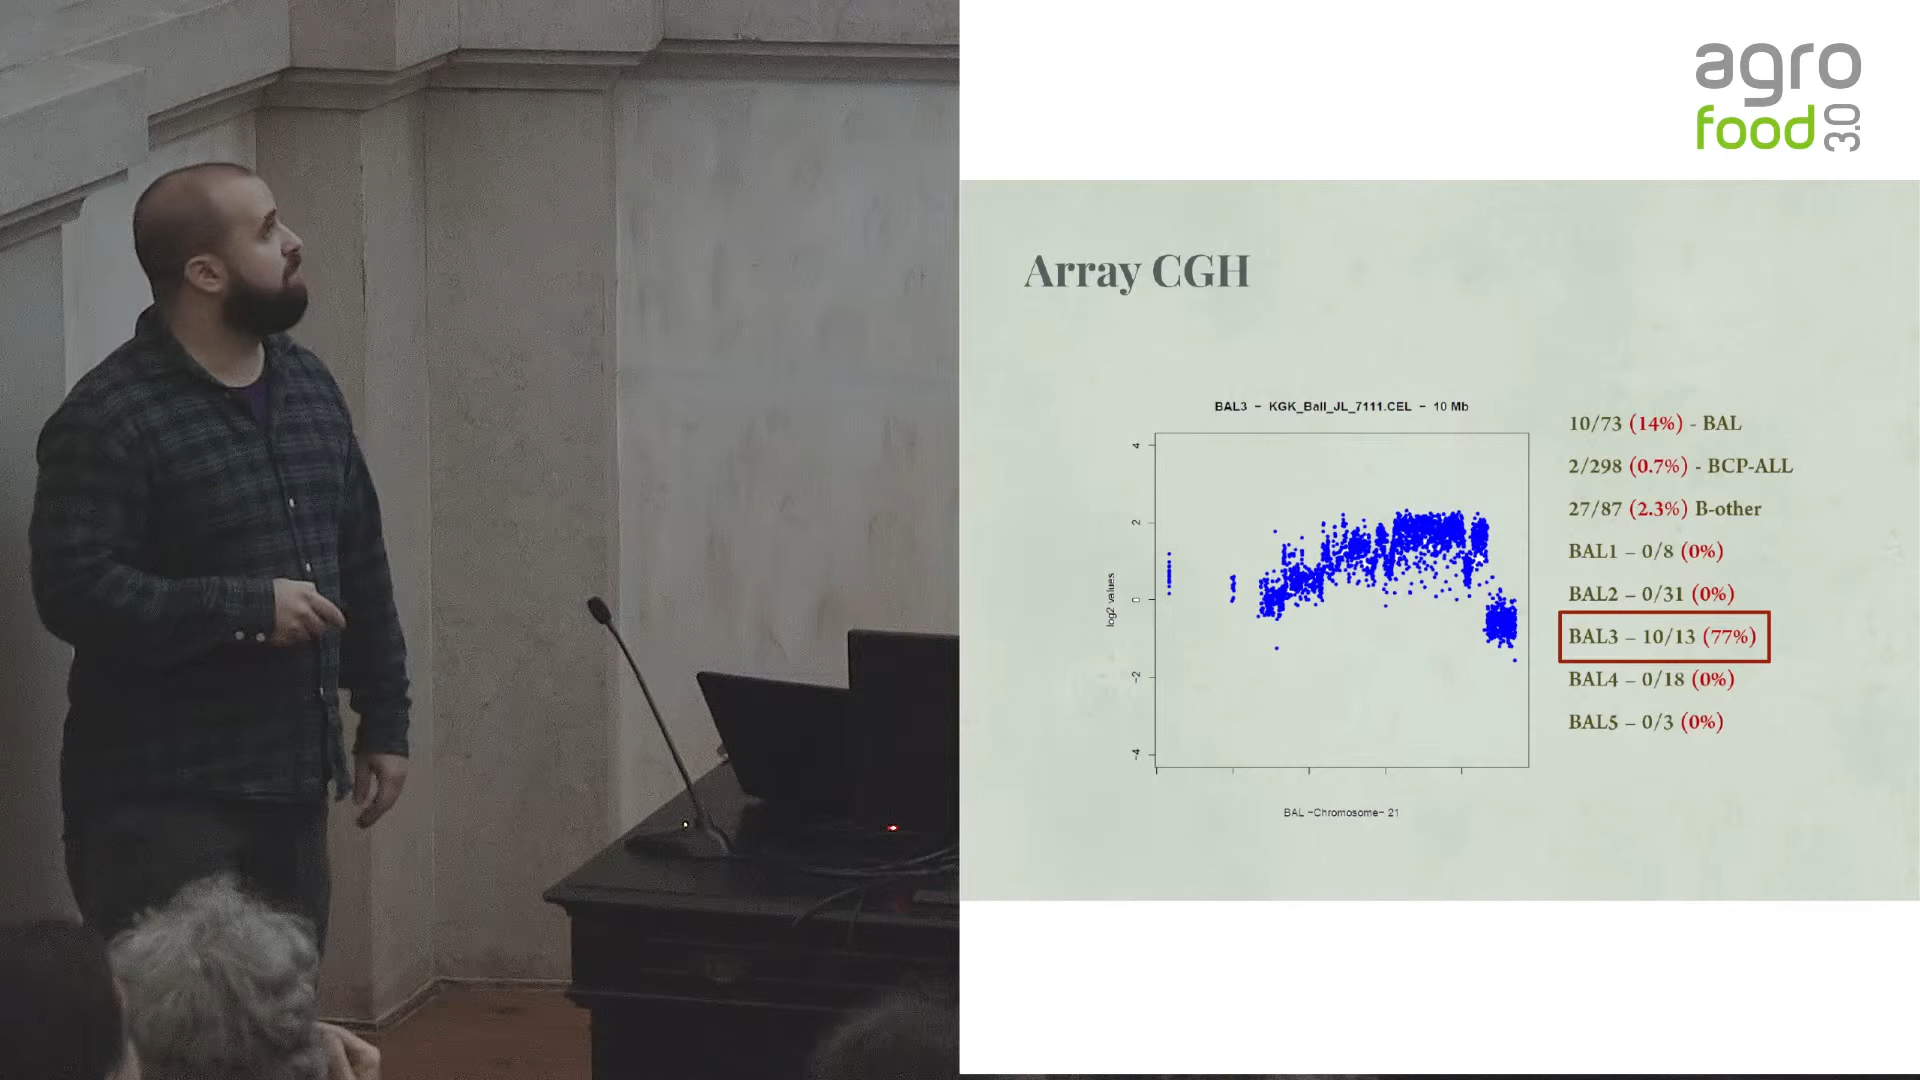 agro
food 3.0
Array CGH
BAL3 - KGK_Ball_JL_7111.CEL - 10 Mb
4
2
0
-2
-4
log2 values
BAL -Chromosome- 21
10/73 (14%) - BAL
2/298 (0.7%) - BCP-ALL
27/87 (2.3%) B-other
BAL1 – 0/8 (0%)
BAL2 – 0/31 (0%)
BAL3 – 10/13 (77%)
BAL4 – 0/18 (0%)
BAL5 – 0/3 (0%)